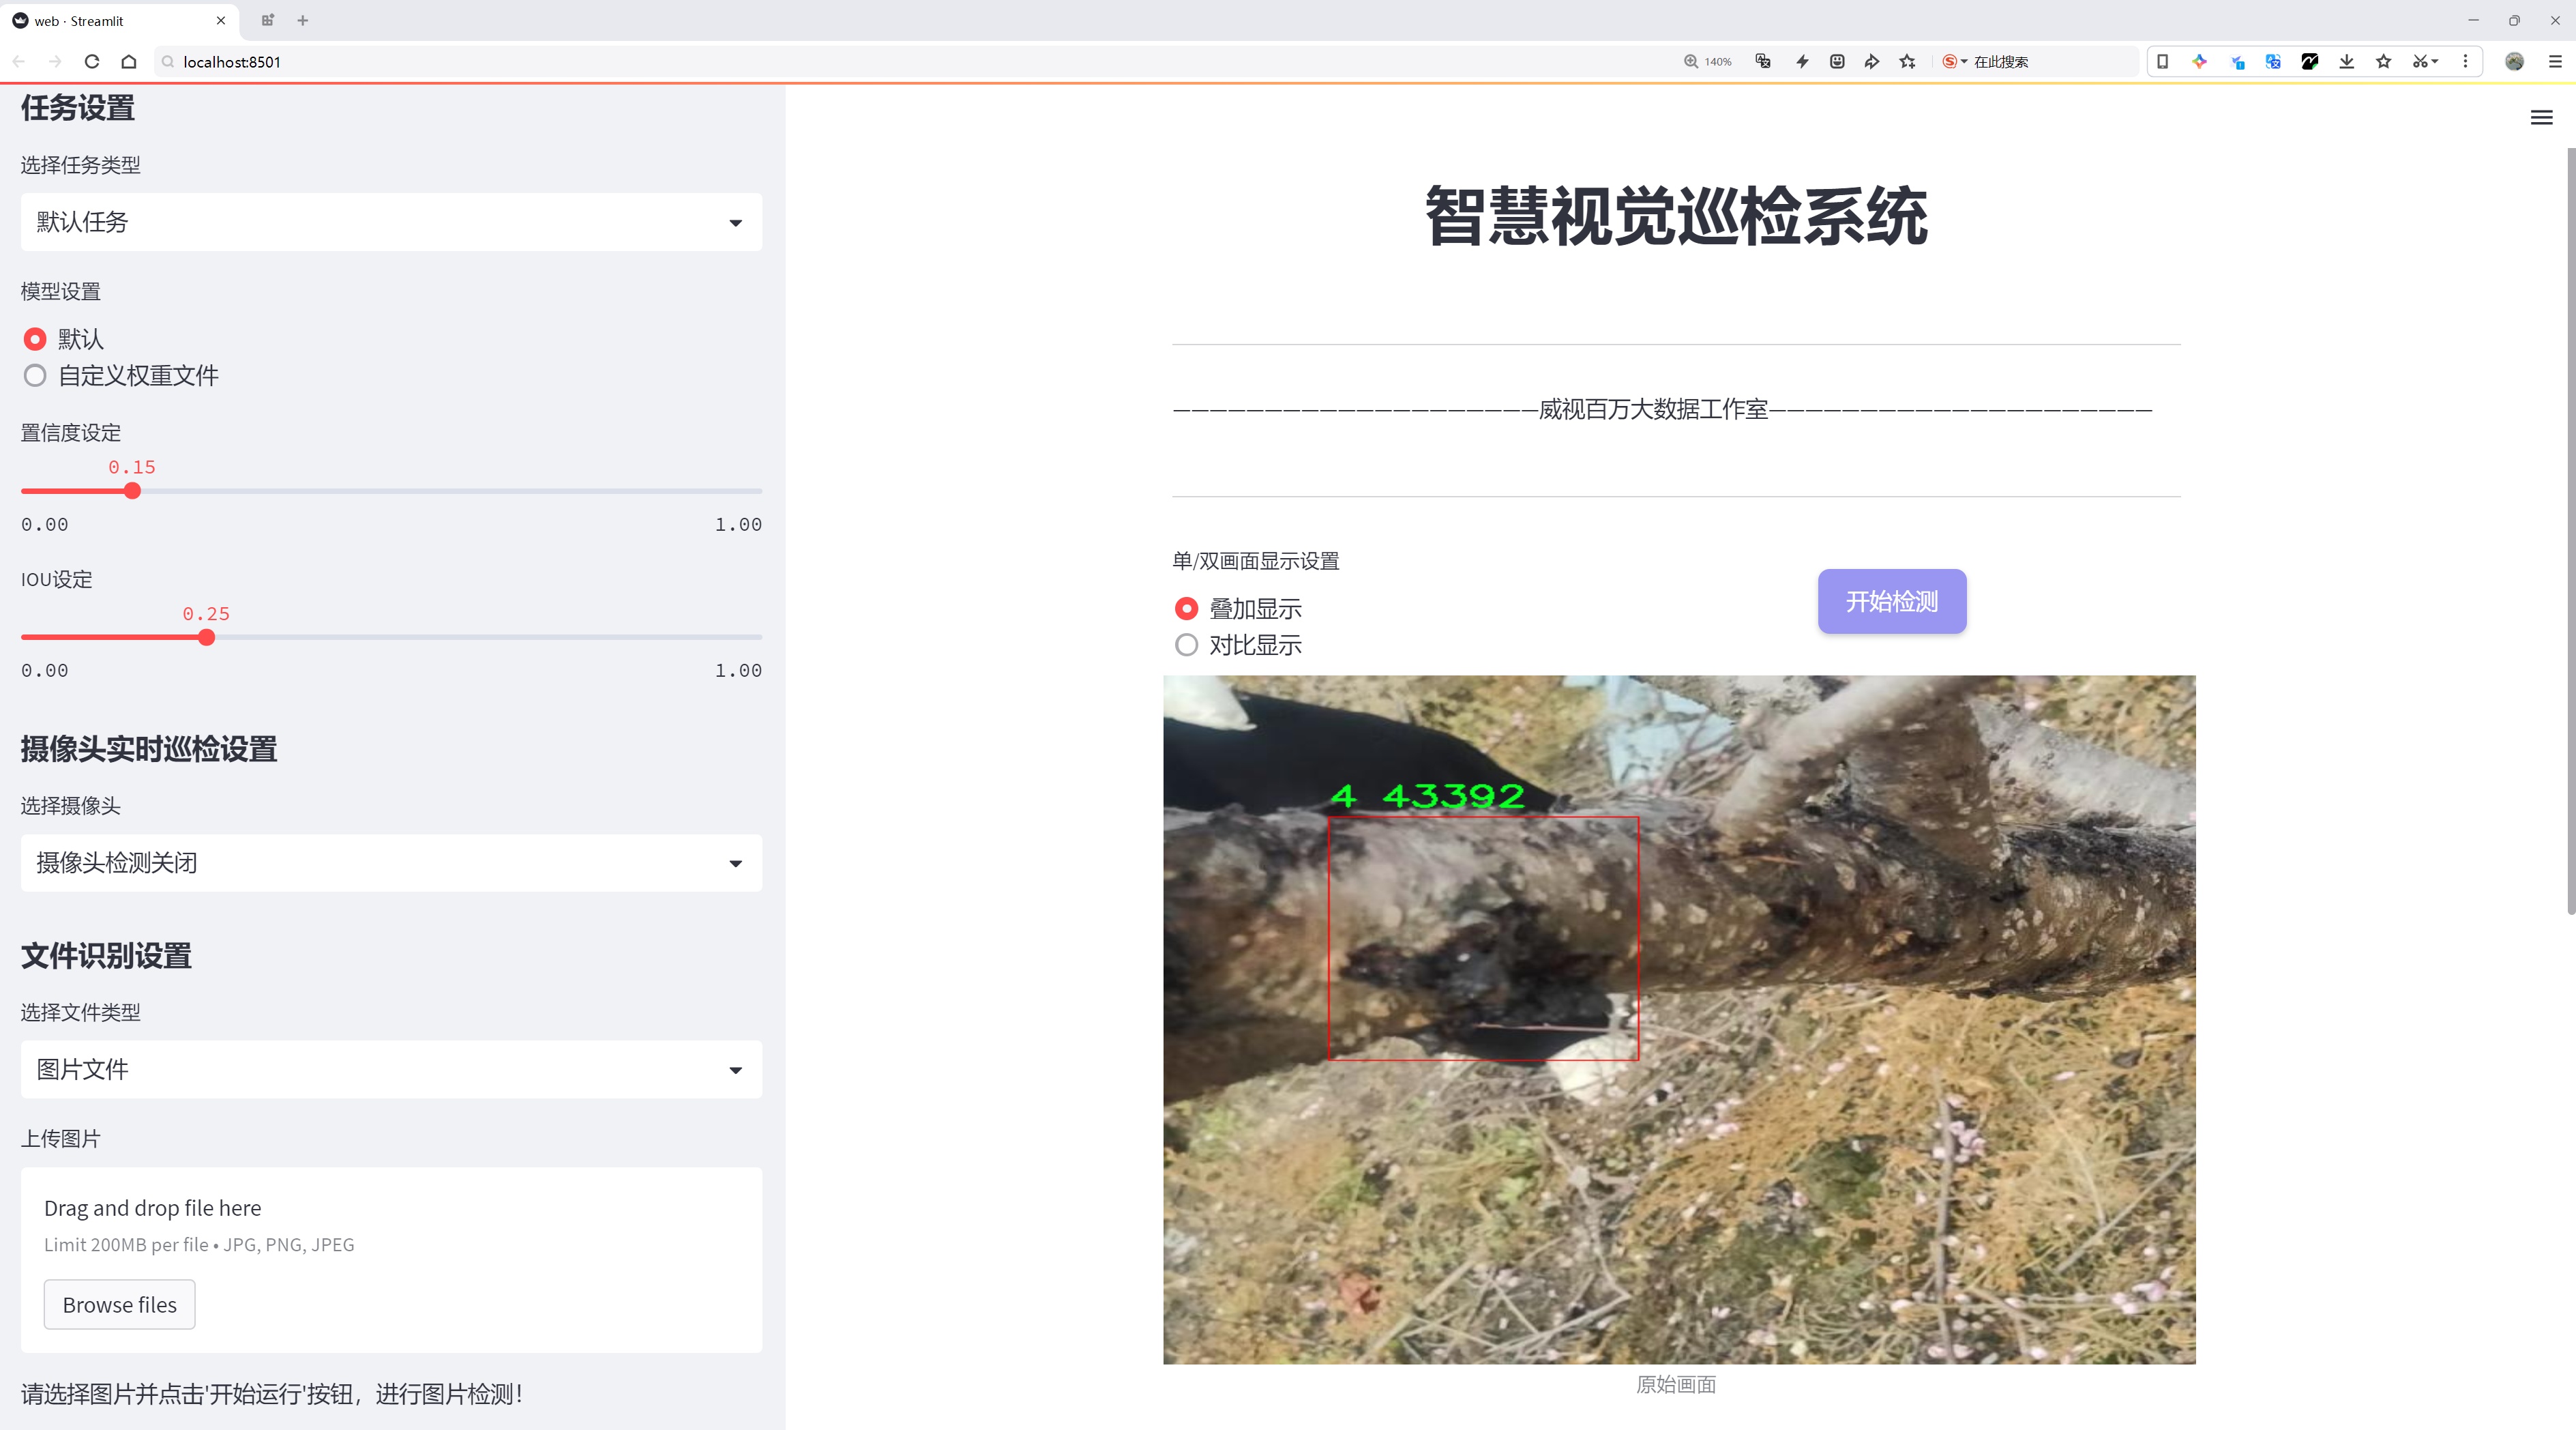 web · Streamlit
localhost:8501
140%
在此搜索
任务设置
选择任务类型
默认任务
模型设置
默认
自定义权重文件
置信度设定
0.15
0.00
1.00
IOU设定
0.25
0.00
1.00
摄像头实时巡检设置
选择摄像头
摄像头检测关闭
文件识别设置
选择文件类型
图片文件
上传图片
Drag and drop file here
Limit 200MB per file • JPG, PNG, JPEG
Browse files
请选择图片并点击'开始运行'按钮，进行图片检测！
智慧视觉巡检系统
————————————————————威视百万大数据工作室—————————————————————
单/双画面显示设置
叠加显示
对比显示
开始检测
4 43392
原始画面